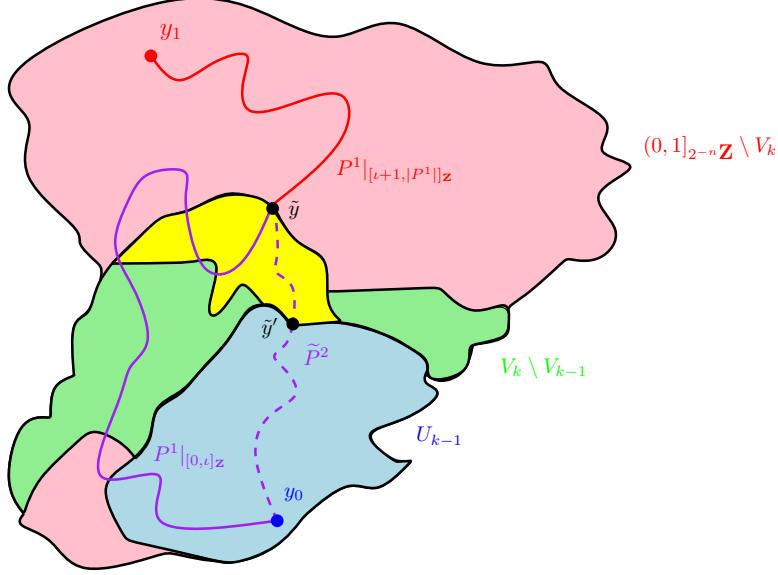 y₁
(0, 1]₂₋ₙ𝐙 \ Vₖ
P¹|[ι+1,|P¹|]𝐙
ỹ
ỹ′
P̃²
Vₖ \ Vₖ₋₁
Uₖ₋₁
P¹|[0,ι]𝐙
y₀